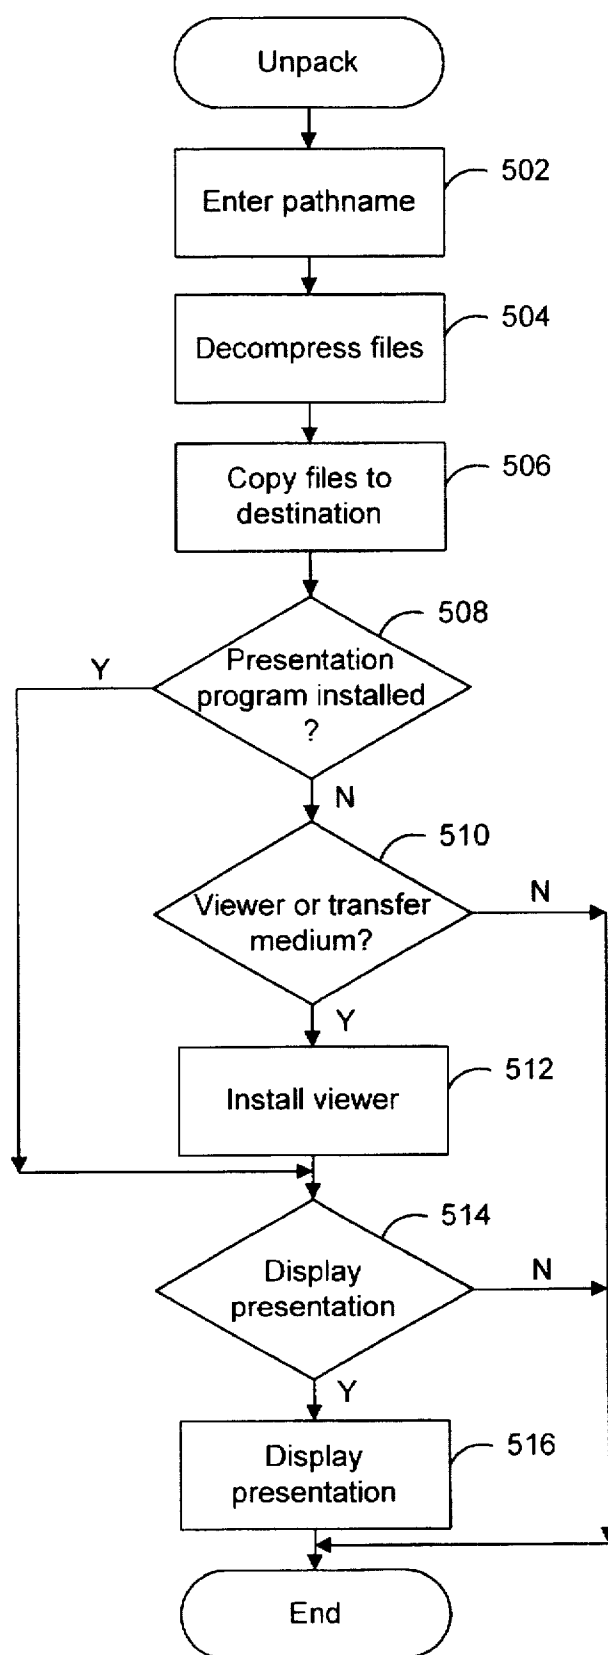 Unpack
502
Enter pathname
504
Decompress files
506
Copy files to
destination
508
Y
Presentation
program installed
?
N
510
Viewer or transfer
medium?
N
Y
512
Install viewer
514
Display
presentation
N
Y
516
Display
presentation
End